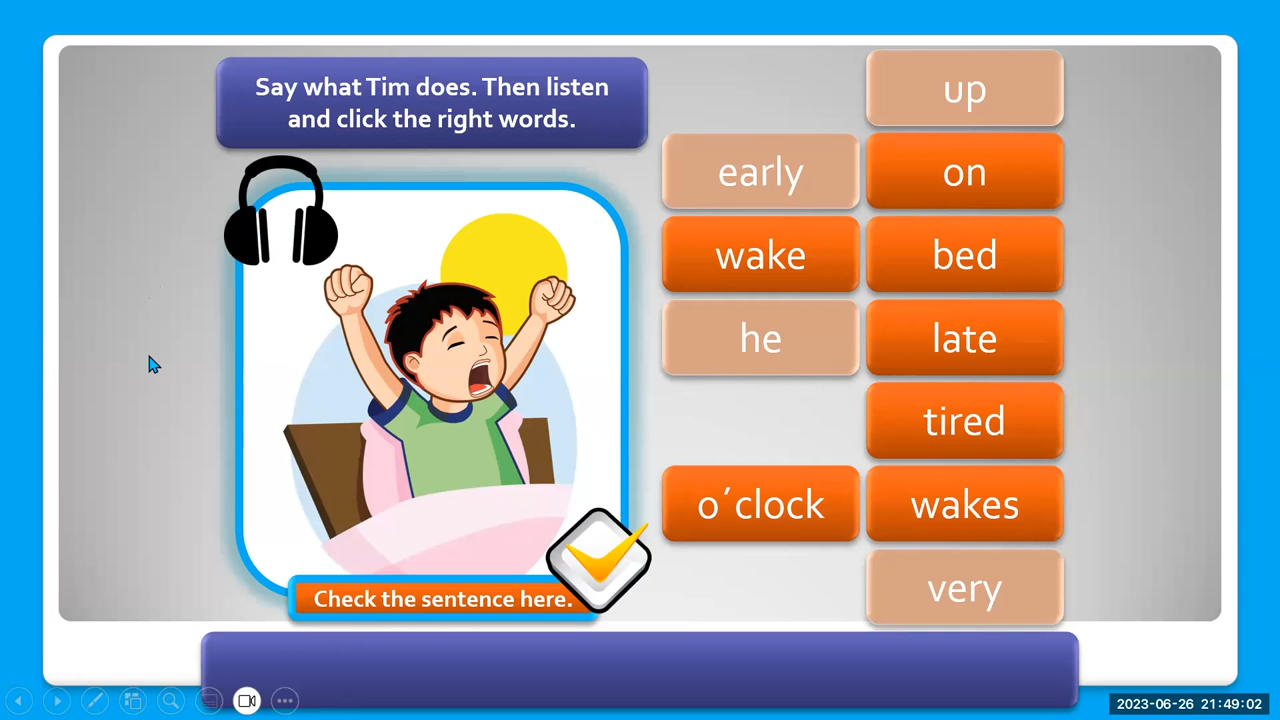 Say what Tim does. Then listen
and click the right words.
up
early
on
wake
bed
he
late
tired
o´clock
wakes
very
Check the sentence here.
2023-06-26 21:49:02